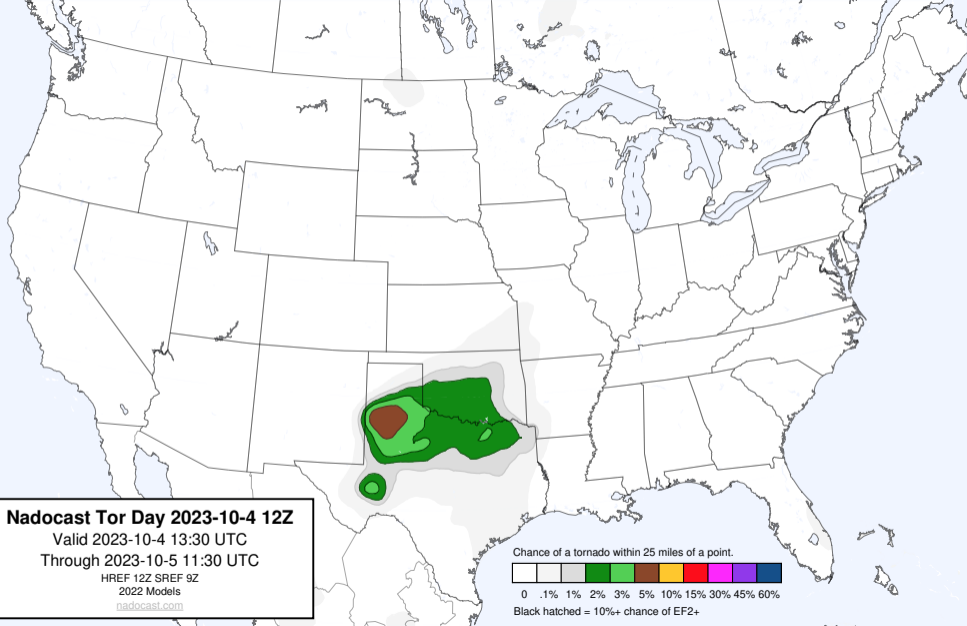 Nadocast Tor Day 2023-10-4 12Z
Valid 2023-10-4 13:30 UTC
Through 2023-10-5 11:30 UTC
HREF 12Z SREF 9Z
2022 Models
nadocast.com
Chance of a tornado within 25 miles of a point.
0 .1% 1% 2% 3% 5% 10% 15% 30% 45% 60%
Black hatched = 10%+ chance of EF2+